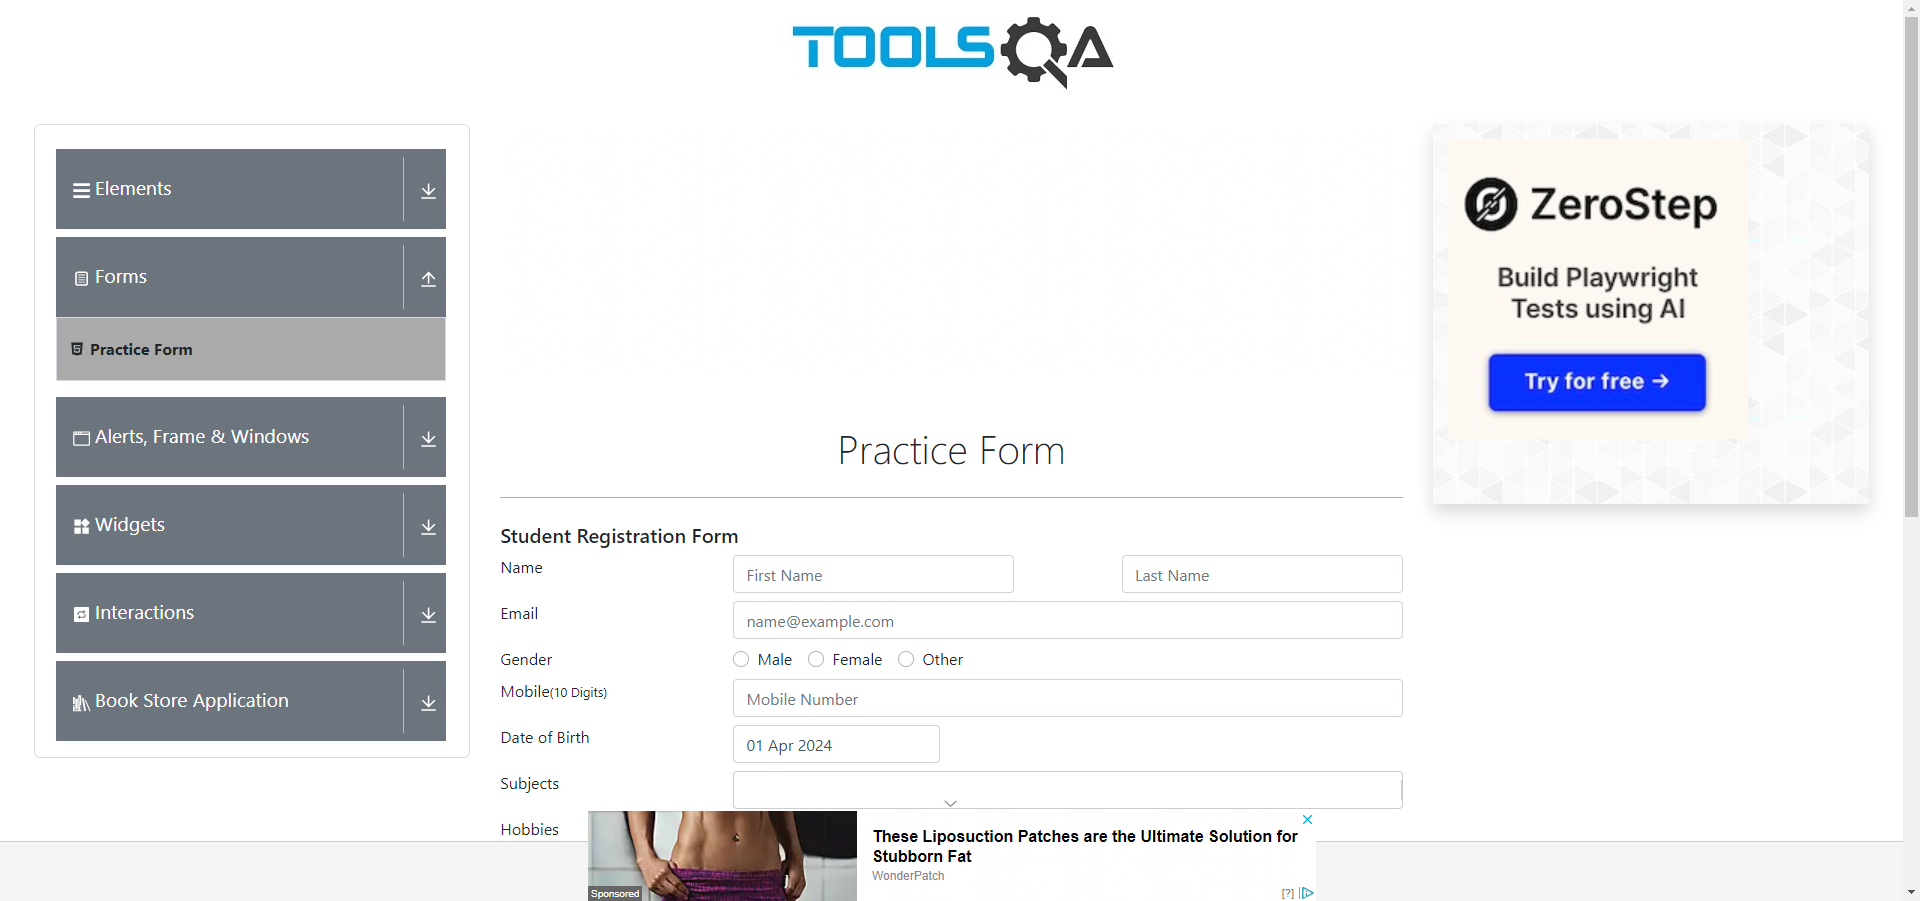 TOOLSQA
Elements
Forms
Practice Form
Alerts, Frame & Windows
Widgets
Interactions
Book Store Application
Practice Form
Student Registration Form
Name
First Name
Last Name
Email
name@example.com
Gender
Male
Female
Other
Mobile(10 Digits)
Mobile Number
Date of Birth
01 Apr 2024
Subjects
Hobbies
ZeroStep
Build Playwright
Tests using AI
Try for free →
These Liposuction Patches are the Ultimate Solution for
Stubborn Fat
WonderPatch
Sponsored
[?]